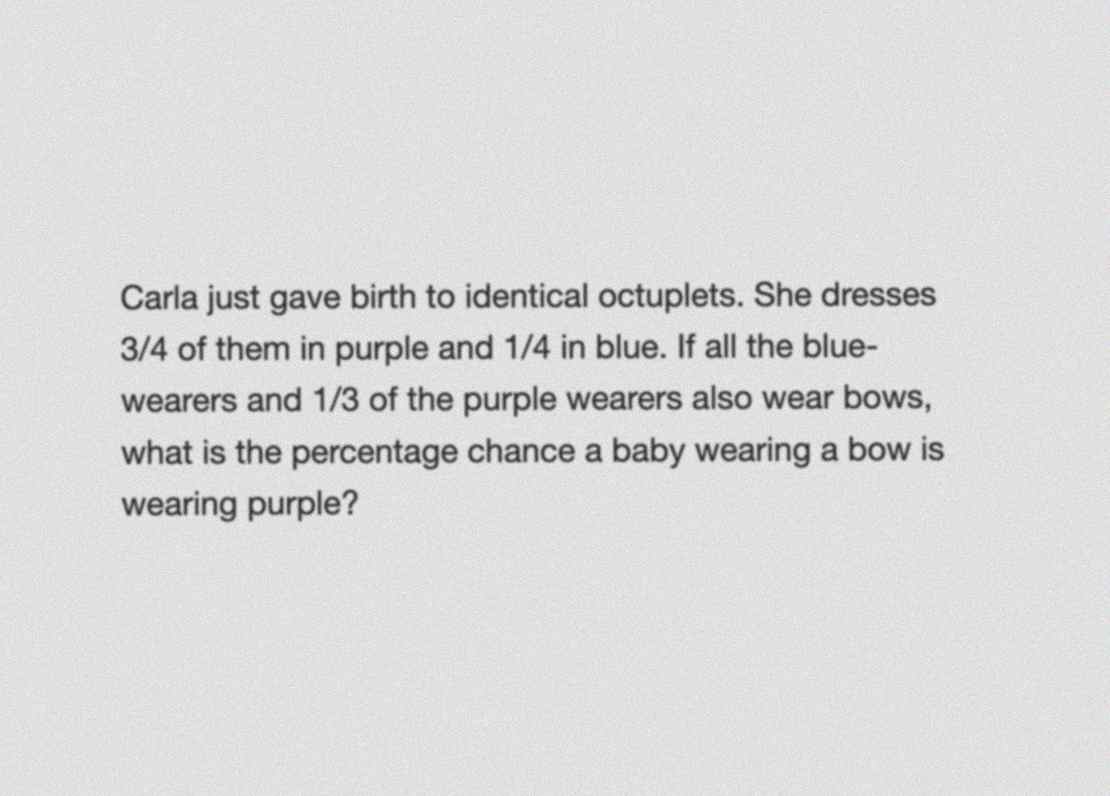 Carla just gave birth to identical octuplets. She dresses
3/4 of them in purple and 1/4 in blue. If all the blue-
wearers and 1/3 of the purple wearers also wear bows,
what is the percentage chance a baby wearing a bow is
wearing purple?